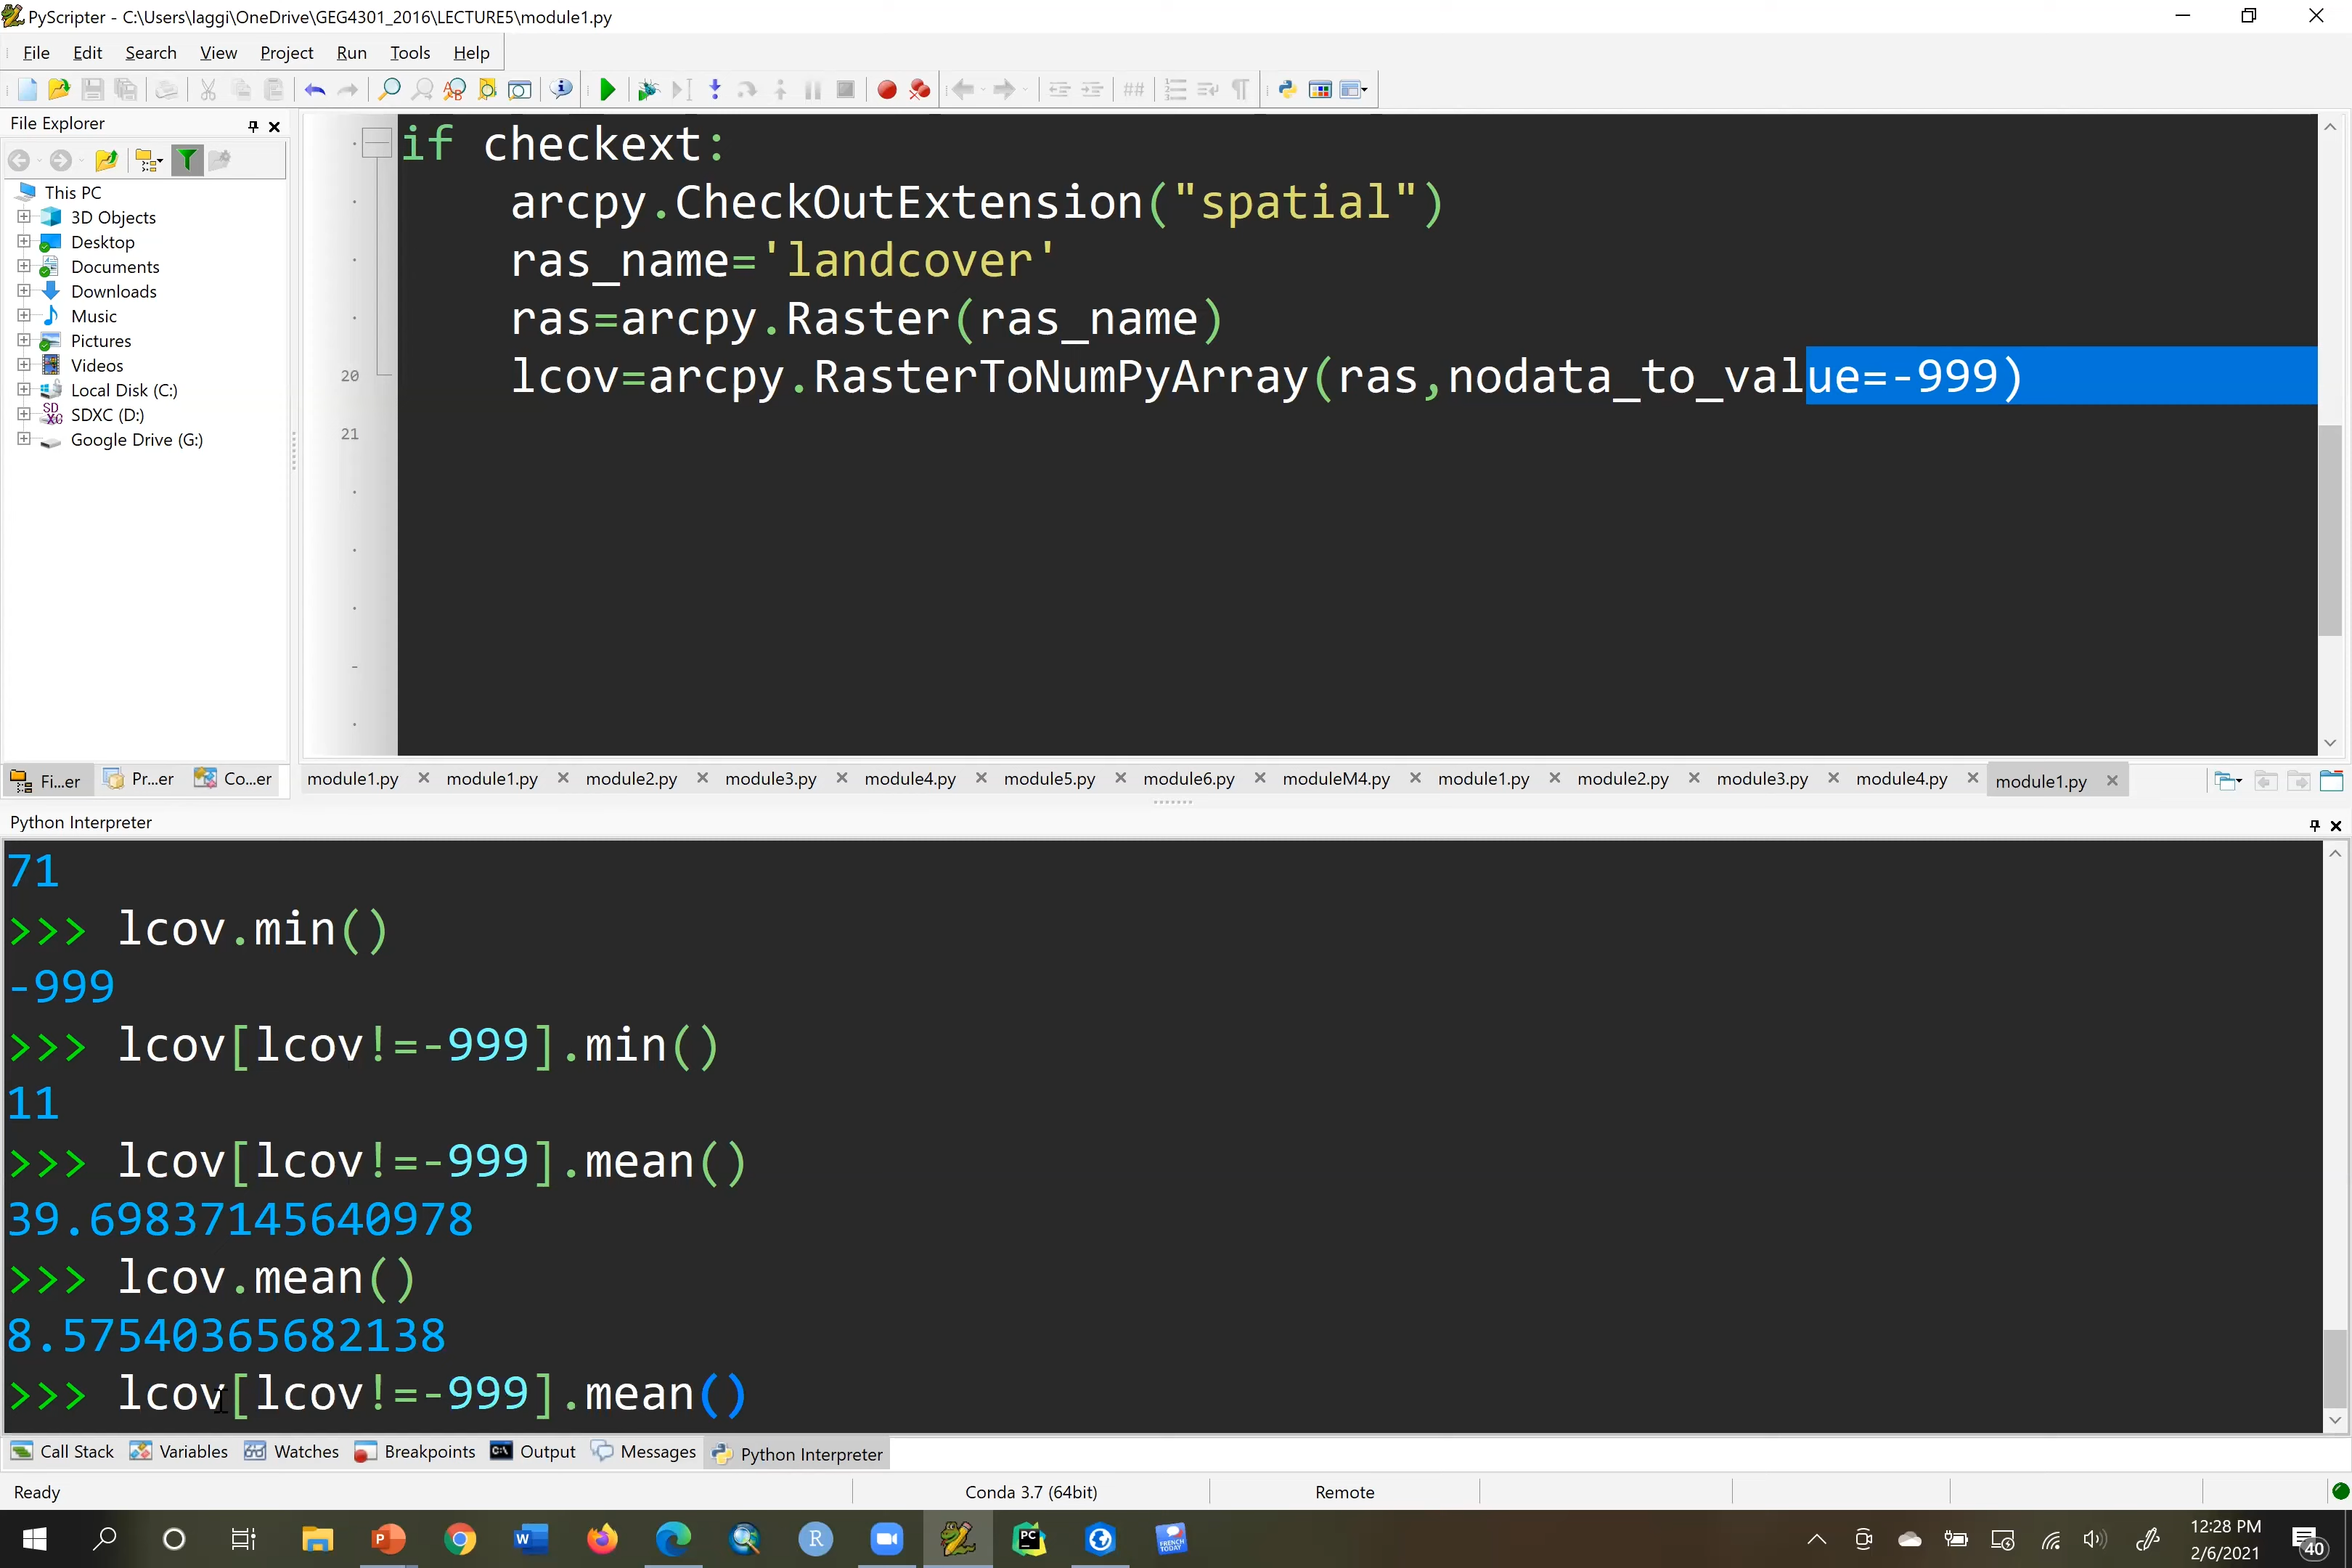 PyScripter - C:\Users\laggi\OneDrive\GEG4301_2016\LECTURE5\module1.py
File Edit Search View Project Run Tools Help
File Explorer
This PC
3D Objects
Desktop
Documents
Downloads
Music
Pictures
Videos
Local Disk (C:)
SDXC (D:)
Google Drive (G:)
Fi...er Pr...er Co...er
if checkext:
arcpy.CheckOutExtension("spatial")
ras_name='landcover'
ras=arcpy.Raster(ras_name)
20 lcov=arcpy.RasterToNumPyArray(ras,nodata_to_value=-999)
21
module1.py module1.py module2.py module3.py module4.py module5.py module6.py moduleM4.py module1.py module2.py module3.py module4.py module1.py
Python Interpreter
71
>>> lcov.min()
-999
>>> lcov[lcov!=-999].min()
11
>>> lcov[lcov!=-999].mean()
39.69837145640978
>>> lcov.mean()
8.57540365682138
>>> lcov[lcov!=-999].mean()
Call Stack Variables Watches Breakpoints Output Messages Python Interpreter
Ready Conda 3.7 (64bit) Remote
12:28 PM
2/6/2021
40